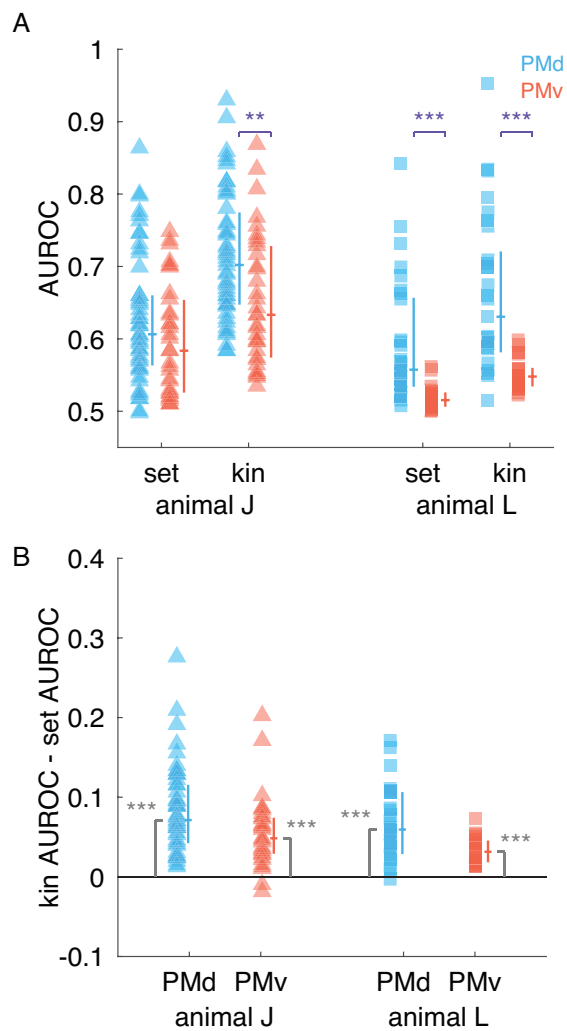 A
1
0.9
0.8
0.7
0.6
0.5
AUROC
PMd
PMv
** *** ***
set kin set kin
animal J animal L
B
0.4
0.3
0.2
0.1
0
-0.1
kin AUROC - set AUROC
*** *** *** ***
PMd PMv PMd PMv
animal J animal L